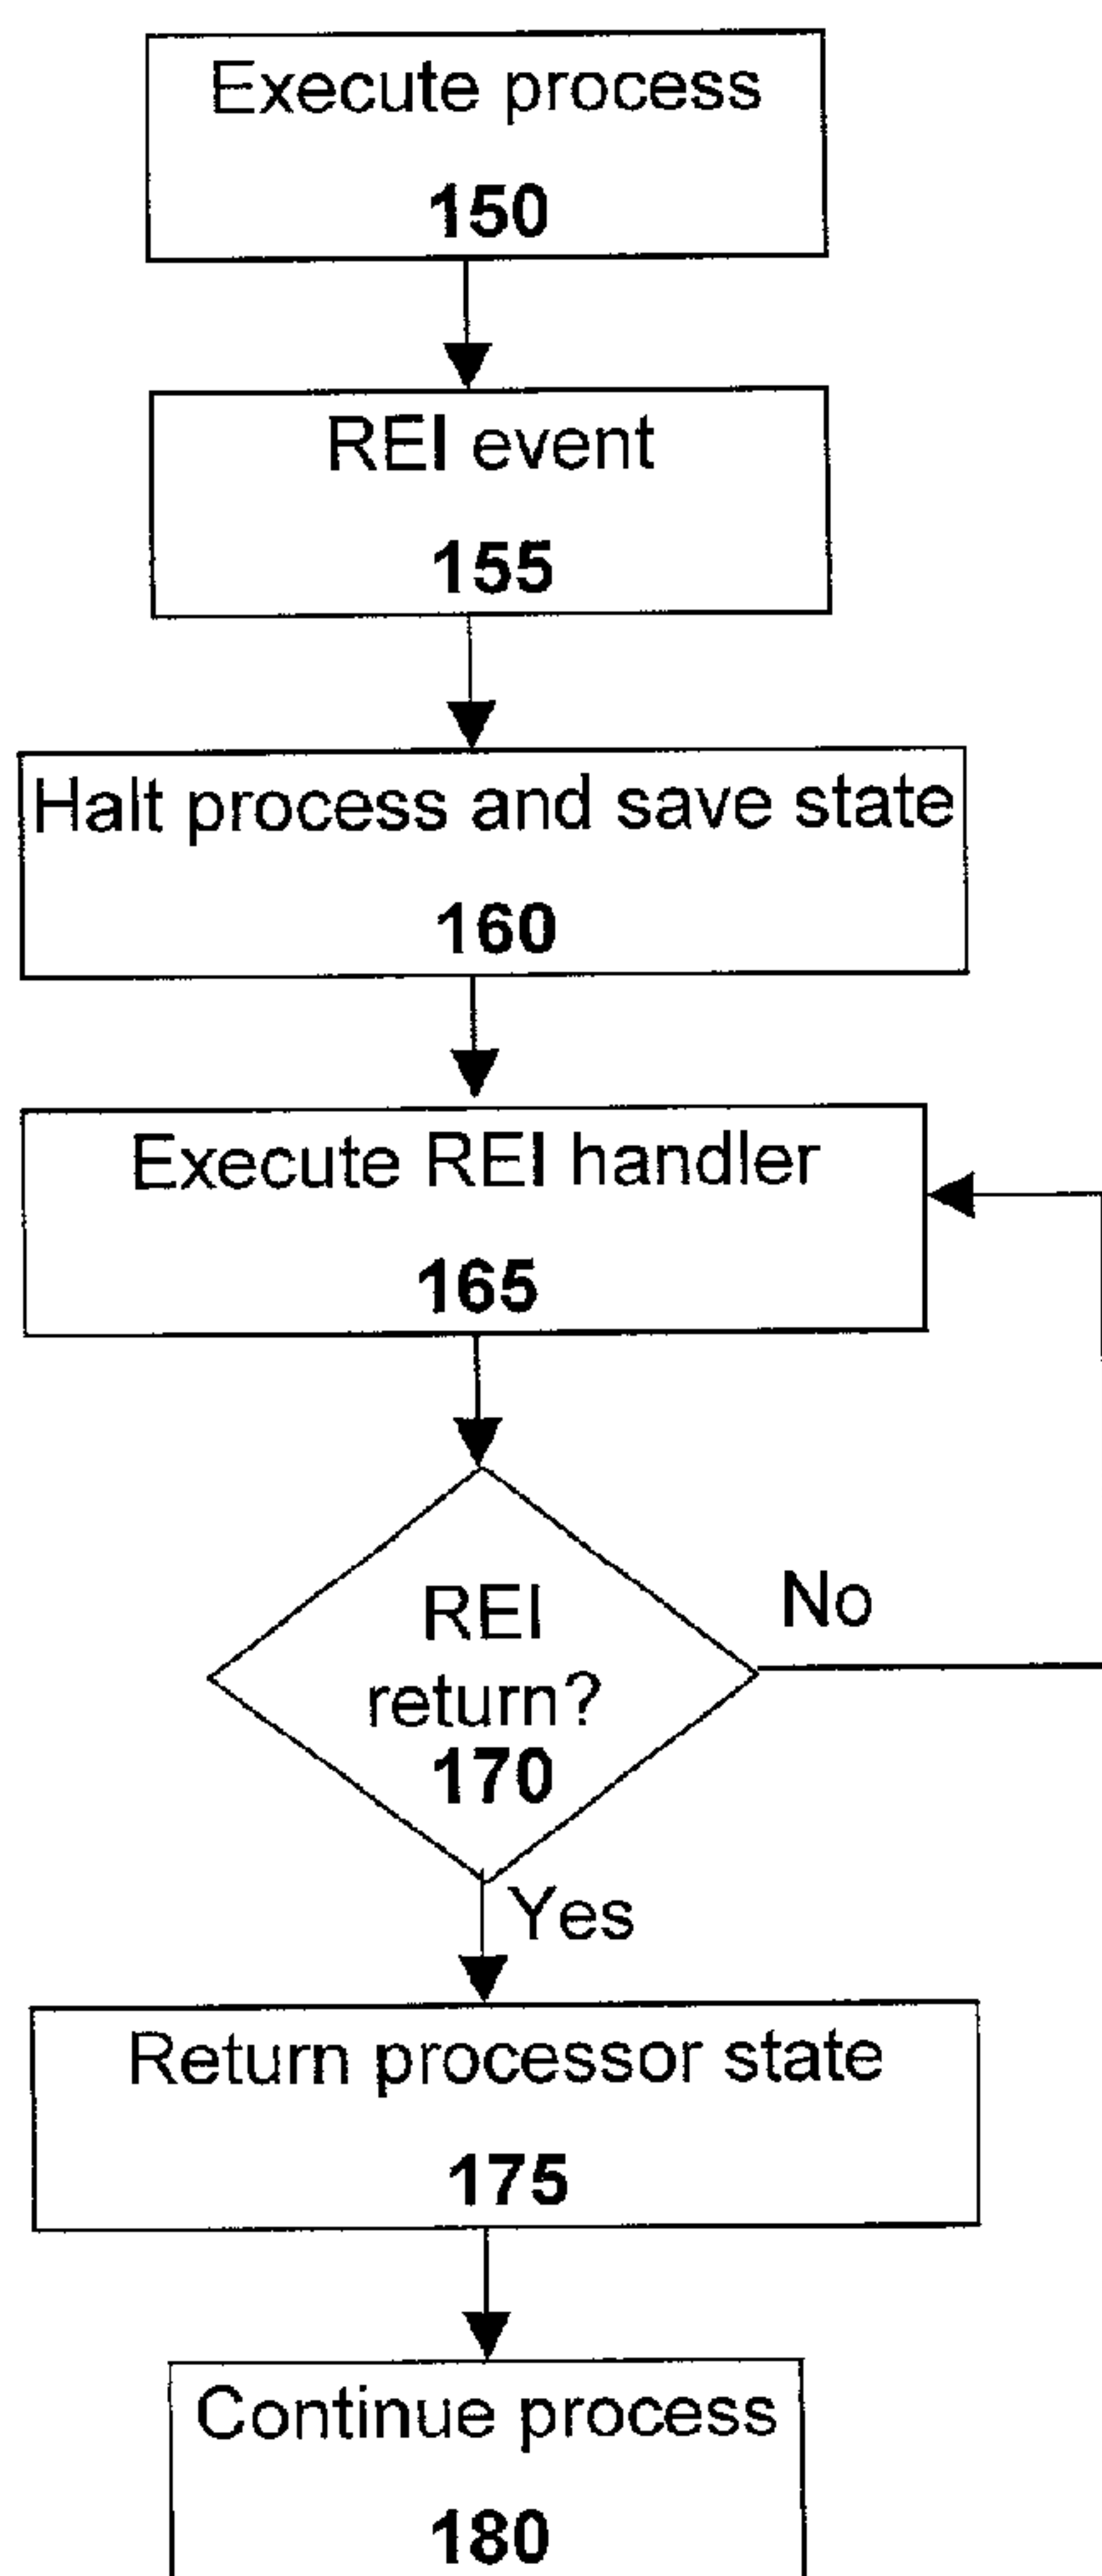 Execute process
150
REI event
155
Halt process and save state
160
Execute REI handler
165
REI
return?
170
No
Yes
Return processor state
175
Continue process
180